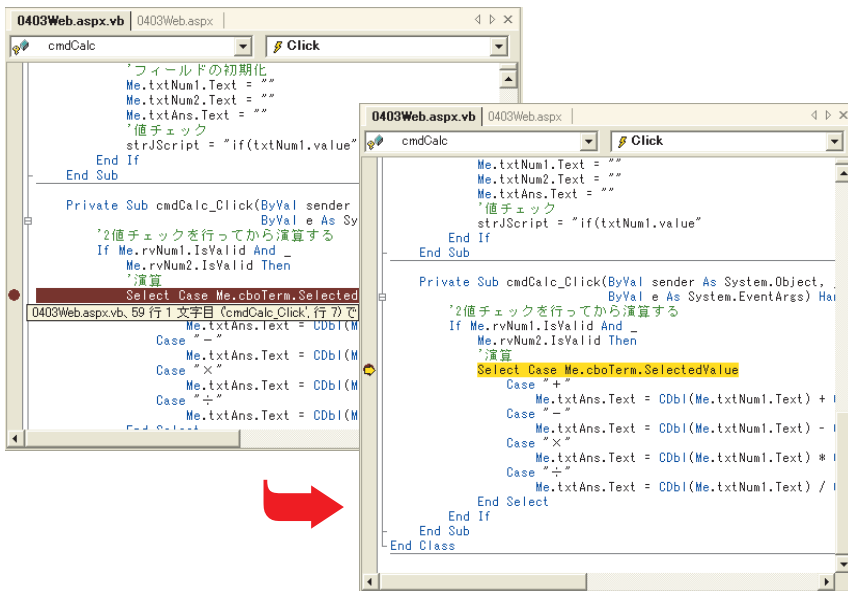 0403Web.aspx.vb 0403Web.aspx
cmdCalc Click
'フィールドの初期化
Me.txtNum1.Text = ""
Me.txtNum2.Text = ""
Me.txtAns.Text = ""
'値チェック
strJScript = "if(txtNum1.value"
End If
End Sub
Private Sub cmdCalc_Click(ByVal sender
ByVal e As Sy
'2値チェックを行ってから演算する
If Me.rvNum1.IsValid And _
Me.rvNum2.IsValid Then
'演算
Select Case Me.cboTerm.Selected
0403Web.aspx.vb、59 行 1 文字目 ('cmdCalc_Click', 行 7) で
Me.txtAns.Text = CDbl(M
Case "－"
Me.txtAns.Text = CDbl(M
Case "×"
Me.txtAns.Text = CDbl(M
Case "÷"
Me.txtAns.Text = CDbl(M
End Select
0403Web.aspx.vb 0403Web.aspx
cmdCalc Click
Me.txtNum1.Text = ""
Me.txtNum2.Text = ""
Me.txtAns.Text = ""
'値チェック
strJScript = "if(txtNum1.value"
End If
End Sub
Private Sub cmdCalc_Click(ByVal sender As System.Object, _
ByVal e As System.EventArgs) Han
'2値チェックを行ってから演算する
If Me.rvNum1.IsValid And _
Me.rvNum2.IsValid Then
'演算
Select Case Me.cboTerm.SelectedValue
Case "＋"
Me.txtAns.Text = CDbl(Me.txtNum1.Text) +
Case "－"
Me.txtAns.Text = CDbl(Me.txtNum1.Text) -
Case "×"
Me.txtAns.Text = CDbl(Me.txtNum1.Text) *
Case "÷"
Me.txtAns.Text = CDbl(Me.txtNum1.Text) /
End Select
End If
End Sub
End Class